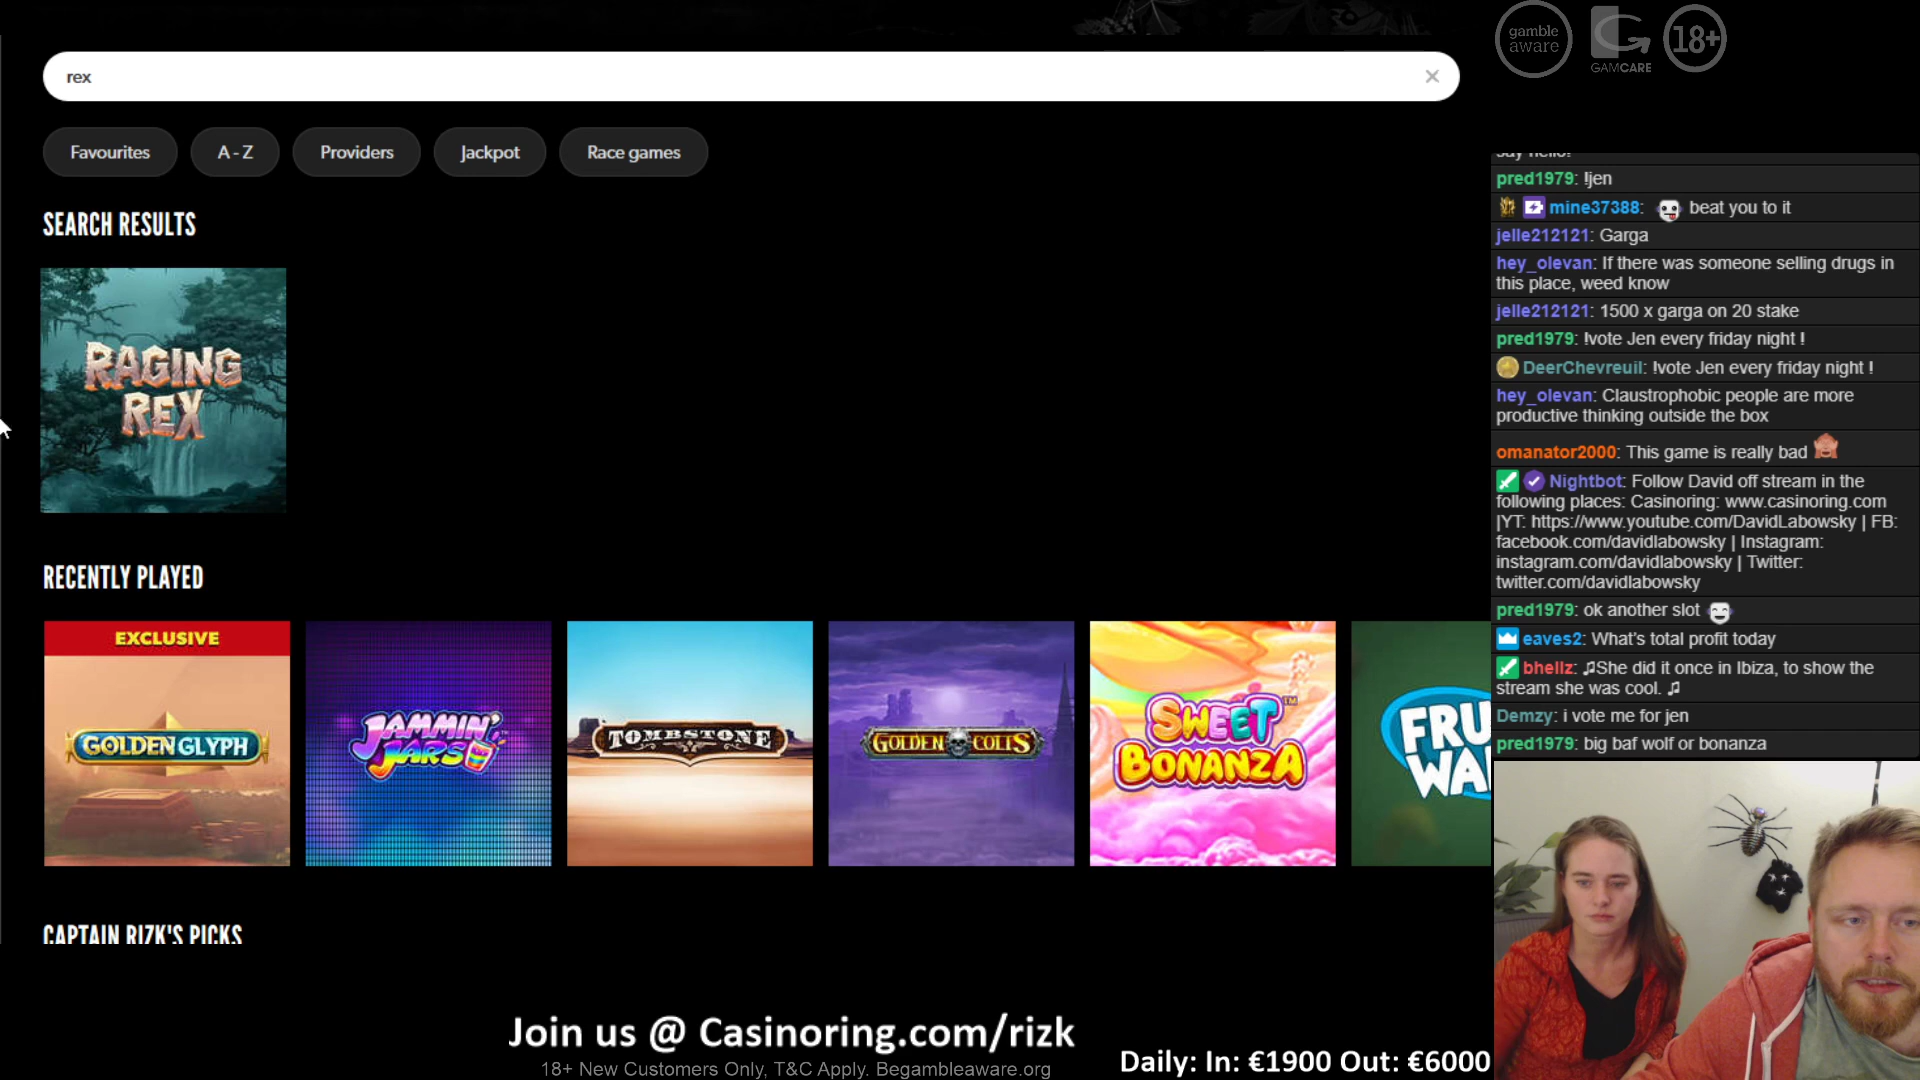 rex
Favourites
A - Z
Providers
Jackpot
Race games
SEARCH RESULTS
RAGING
REX
RECENTLY PLAYED
EXCLUSIVE
GOLDEN GLYPH
JAMMIN'
JARS
TOMBSTONE
GOLDEN COLTS
SWEET
BONANZA™
FRU
WA
CAPTAIN RIZK'S PICKS
Join us @ Casinoring.com/rizk
18+ New Customers Only, T&C Apply. Begambleaware.org
Daily: In: €1900 Out: €6000
gamble
aware
GAMCARE
18+
say hello!
pred1979: !jen
mine37388: beat you to it
jelle212121: Garga
hey_olevan: If there was someone selling drugs in
this place, weed know
jelle212121: 1500 x garga on 20 stake
pred1979: !vote Jen every friday night !
DeerChevreuil: !vote Jen every friday night !
hey_olevan: Claustrophobic people are more
productive thinking outside the box
omanator2000: This game is really bad
Nightbot: Follow David off stream in the
following places: Casinoring: www.casinoring.com
|YT: https://www.youtube.com/DavidLabowsky | FB:
facebook.com/davidlabowsky | Instagram:
instagram.com/davidlabowsky | Twitter:
twitter.com/davidlabowsky
pred1979: ok another slot
eaves2: What's total profit today
bhellz: ♫She did it once in Ibiza, to show the
stream she was cool. ♫
Demzy: i vote me for jen
pred1979: big baf wolf or bonanza